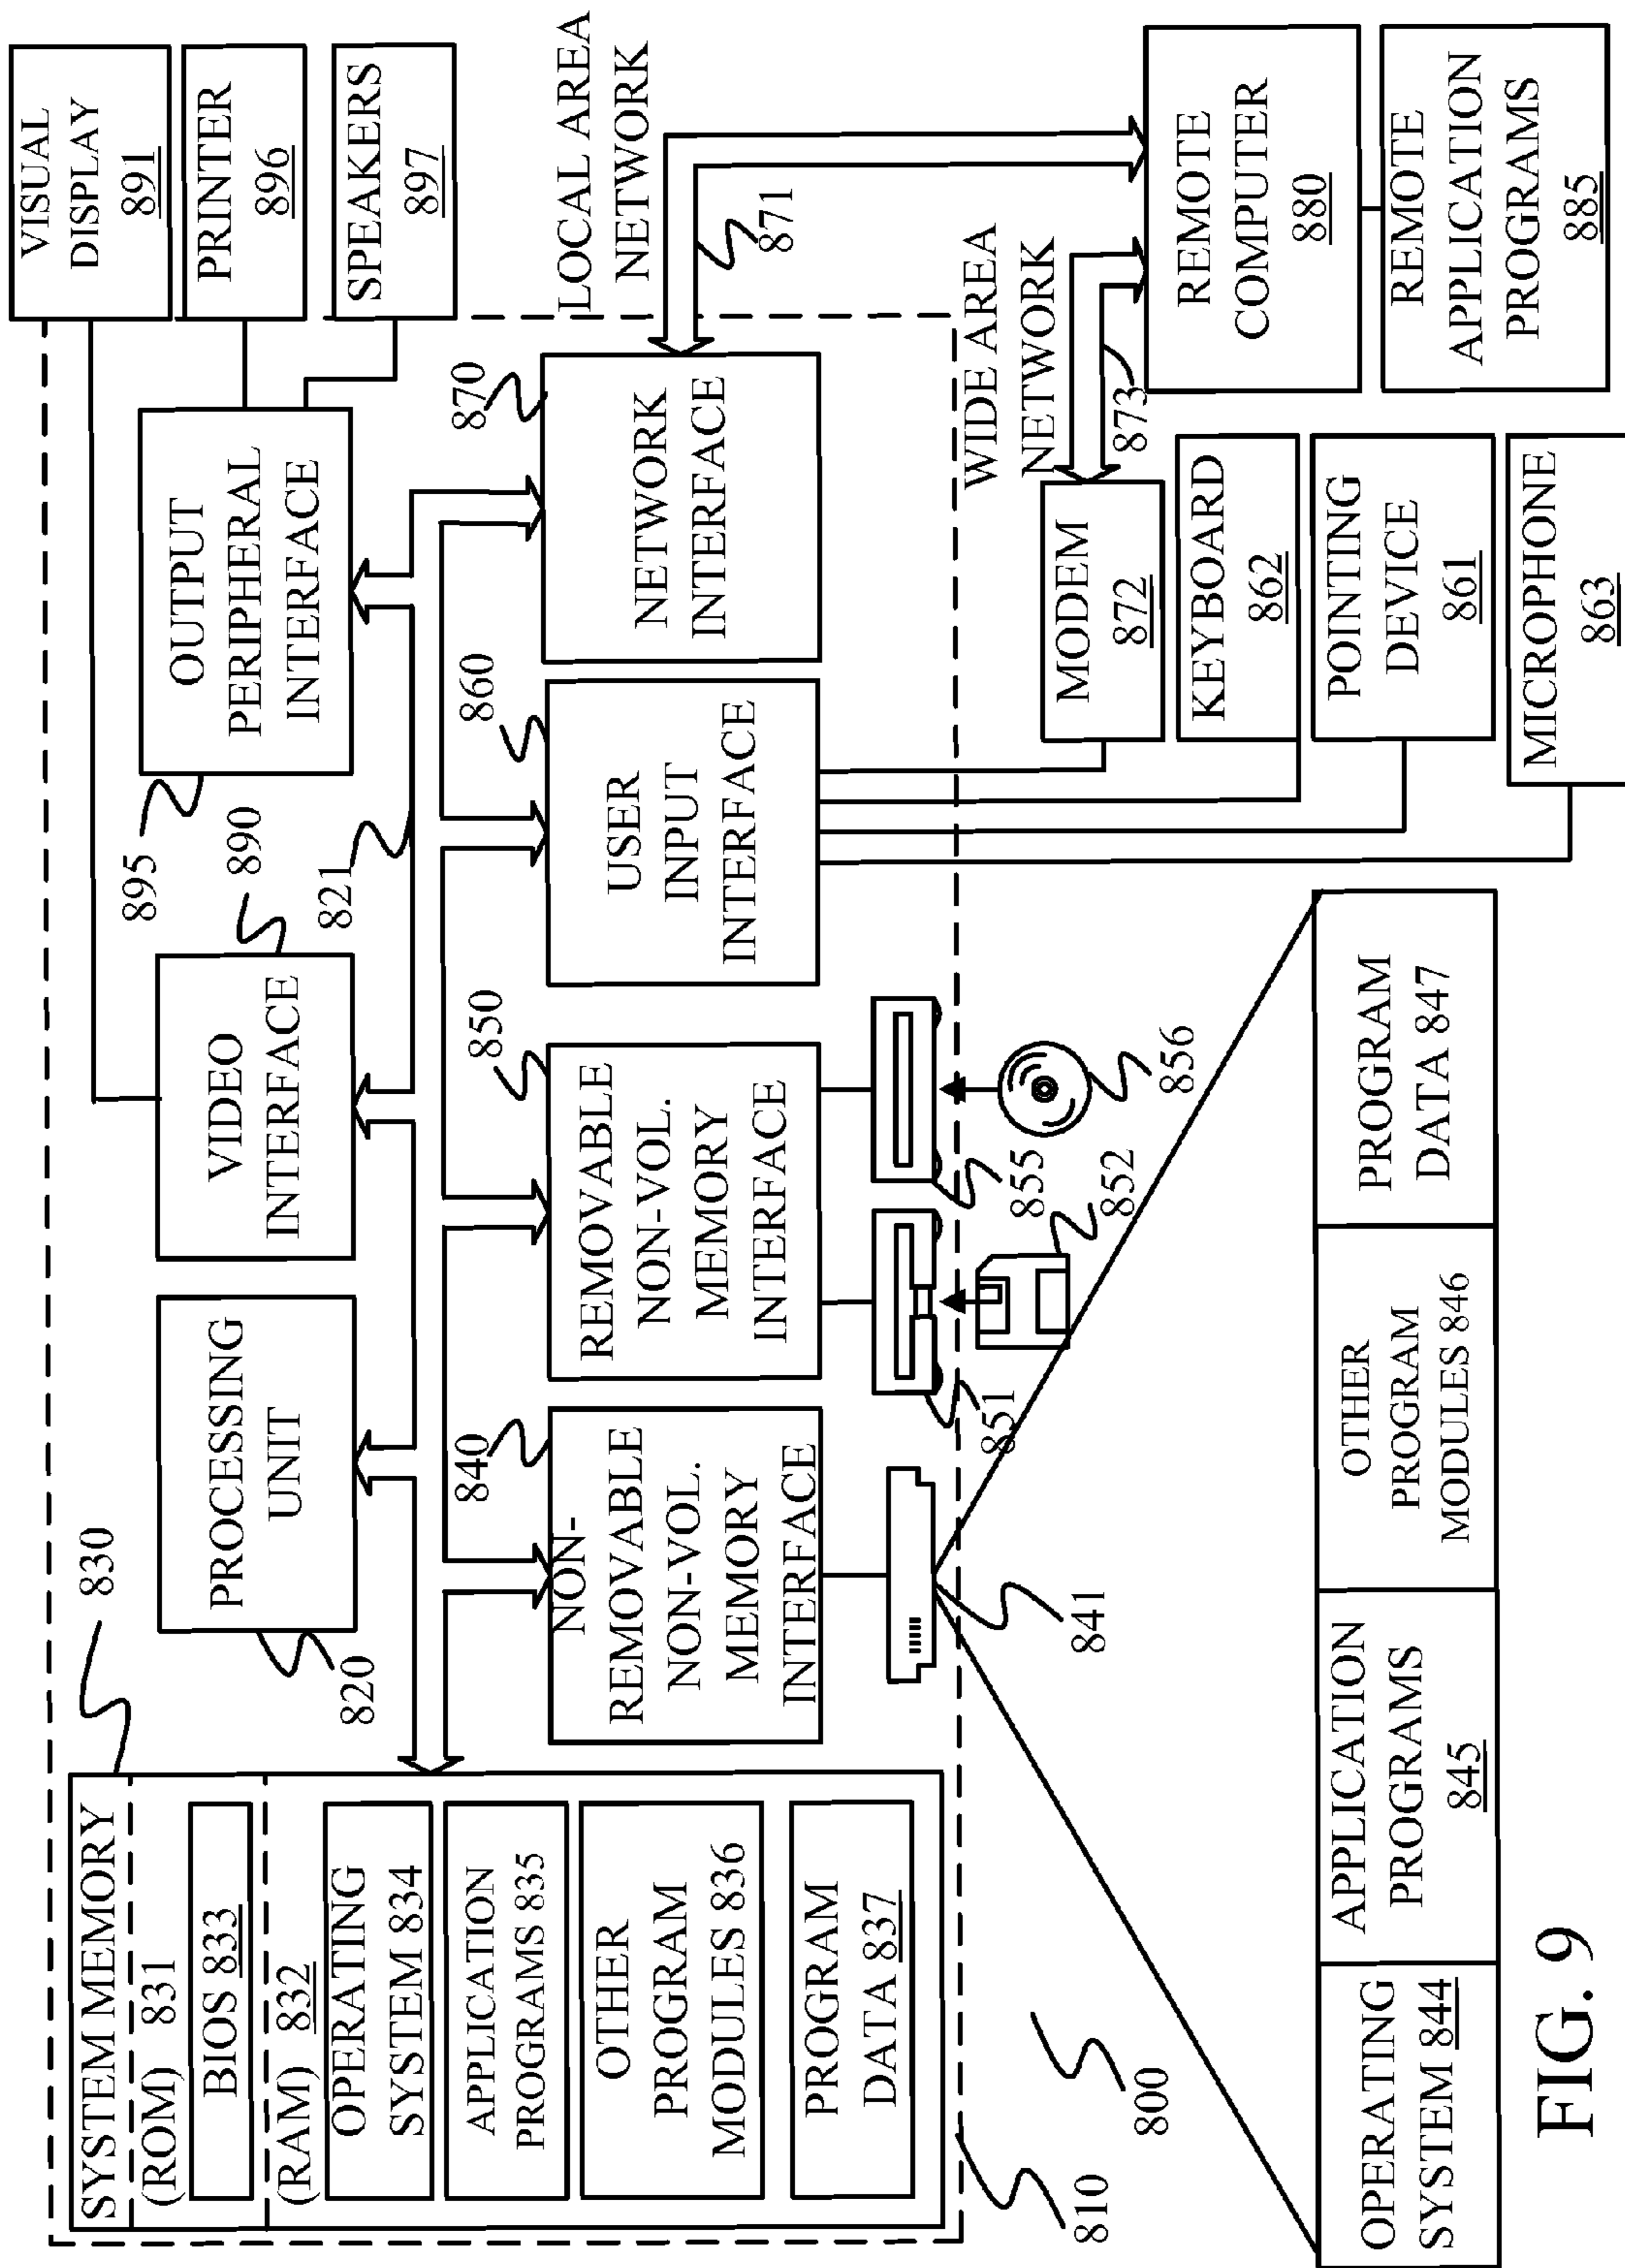 830
SYSTEM MEMORY
(ROM) 831
BIOS 833
(RAM) 832
OPERATING
SYSTEM 834
APPLICATION
PROGRAMS 835
OTHER
PROGRAM
MODULES 836
PROGRAM
DATA 837
810
800
PROCESSING
UNIT
820
VIDEO
INTERFACE
890
821
895
OUTPUT
PERIPHERAL
INTERFACE
VISUAL
DISPLAY
891
PRINTER
896
SPEAKERS
897
840
NON-
REMOVABLE
NON-VOL.
MEMORY
INTERFACE
841
850
REMOVABLE
NON-VOL.
MEMORY
INTERFACE
851
852
855
856
860
USER
INPUT
INTERFACE
870
NETWORK
INTERFACE
LOCAL AREA
NETWORK
871
WIDE AREA
NETWORK
873
MODEM
872
KEYBOARD
862
POINTING
DEVICE
861
MICROPHONE
863
REMOTE
COMPUTER
880
REMOTE
APPLICATION
PROGRAMS
885
OPERATING
SYSTEM 844
APPLICATION
PROGRAMS
845
OTHER
PROGRAM
MODULES 846
PROGRAM
DATA 847
FIG. 9